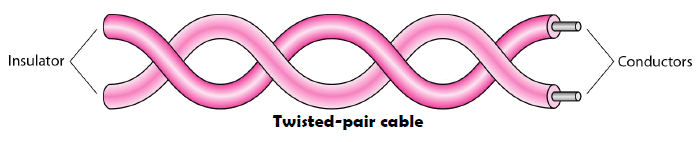 Insulator
Conductors
Twisted-pair cable